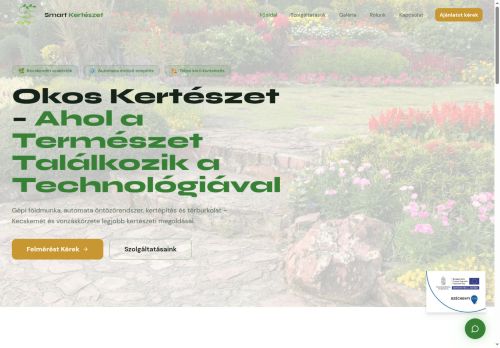 Smart Kertészet
Főoldal
Szolgáltatások
Galéria
Rólunk
Kapcsolat
Ajánlatot kérek
Okos Kertészet
– Ahol a
Természet
Találkozik a
Technológiával
Gépi földmunka, automata öntözőrendszer, kertépítés és térburkolat –
Kecskemét és vonzáskörzete legjobb kertészeti megoldásai.
Felmérést Kérek →
Szolgáltatásaink
SZÉCHENYI